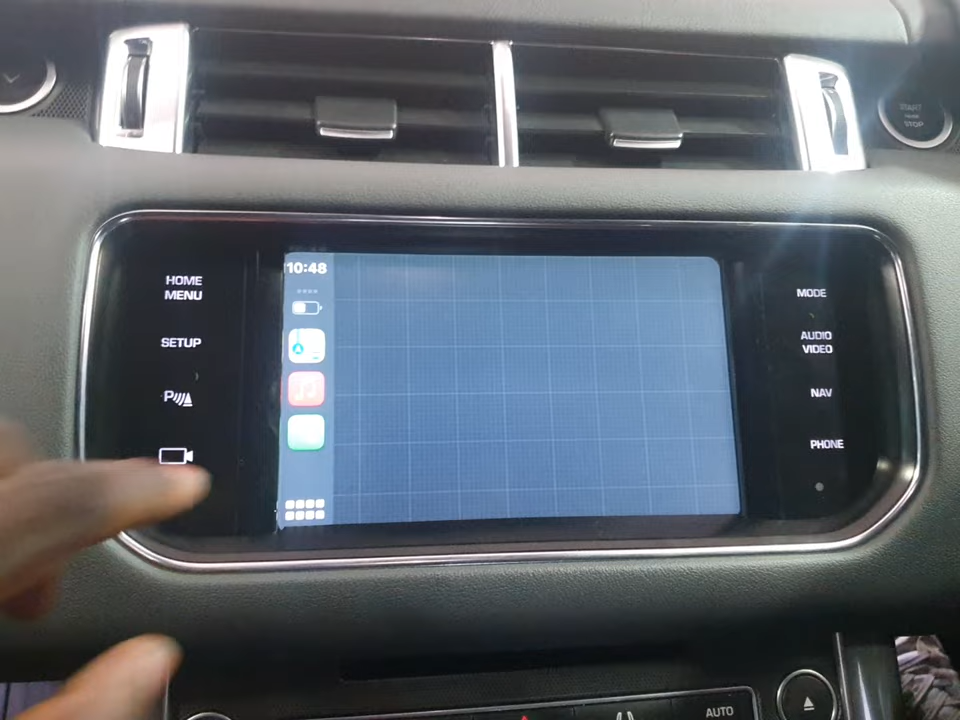 START
STOP
10:48
HOME
MENU
SETUP
P
MODE
AUDIO
VIDEO
NAV
PHONE
AUTO